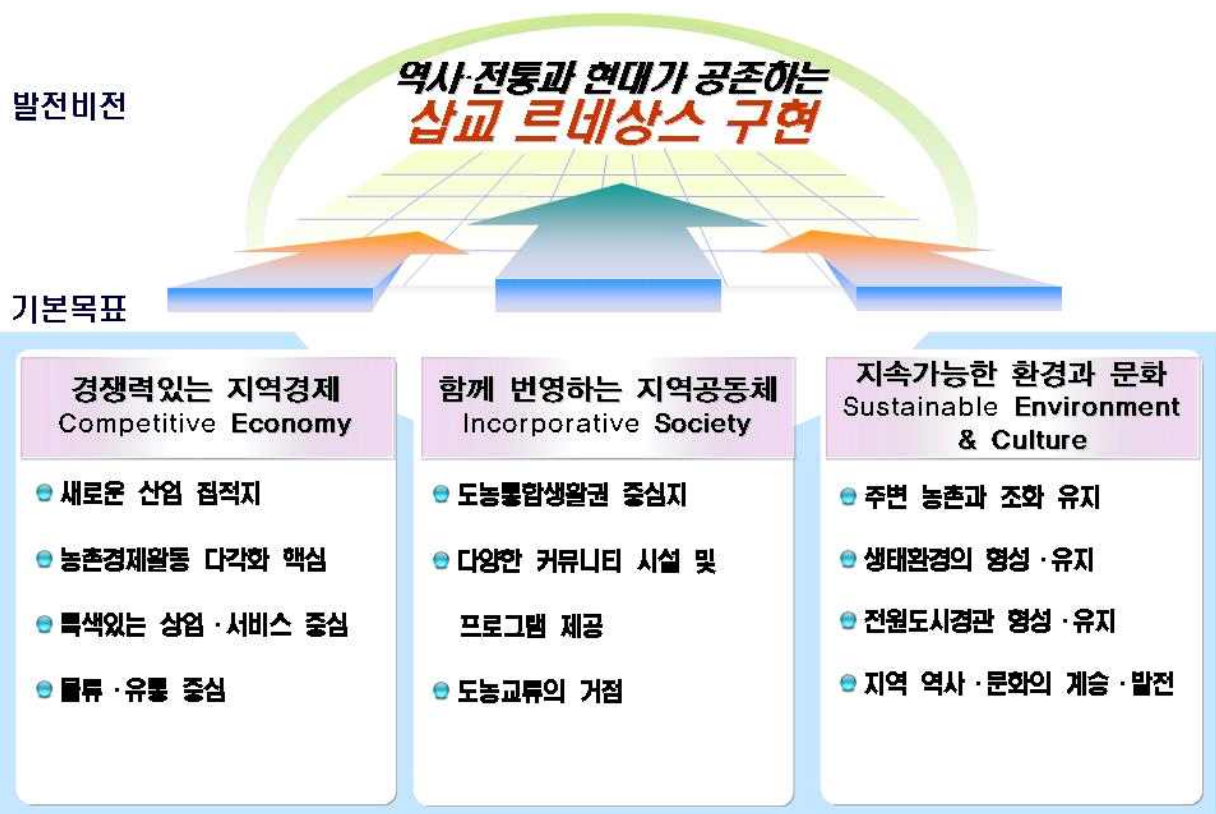 발전비전
역사·전통과 현대가 공존하는
삽교 르네상스 구현
기본목표
경쟁력있는 지역경제
Competitive Economy
새로운 산업 집적지
농촌경제활동 다각화 핵심
특색있는 상업·서비스 중심
물류·유통 중심
함께 번영하는 지역공동체
Incorporative Society
도농통합생활권 중심지
다양한 커뮤니티 시설 및
프로그램 제공
도농교류의 거점
지속가능한 환경과 문화
Sustainable Environment
& Culture
주변 농촌과 조화 유지
생태환경의 형성·유지
전원도시경관 형성·유지
지역 역사·문화의 계승·발전